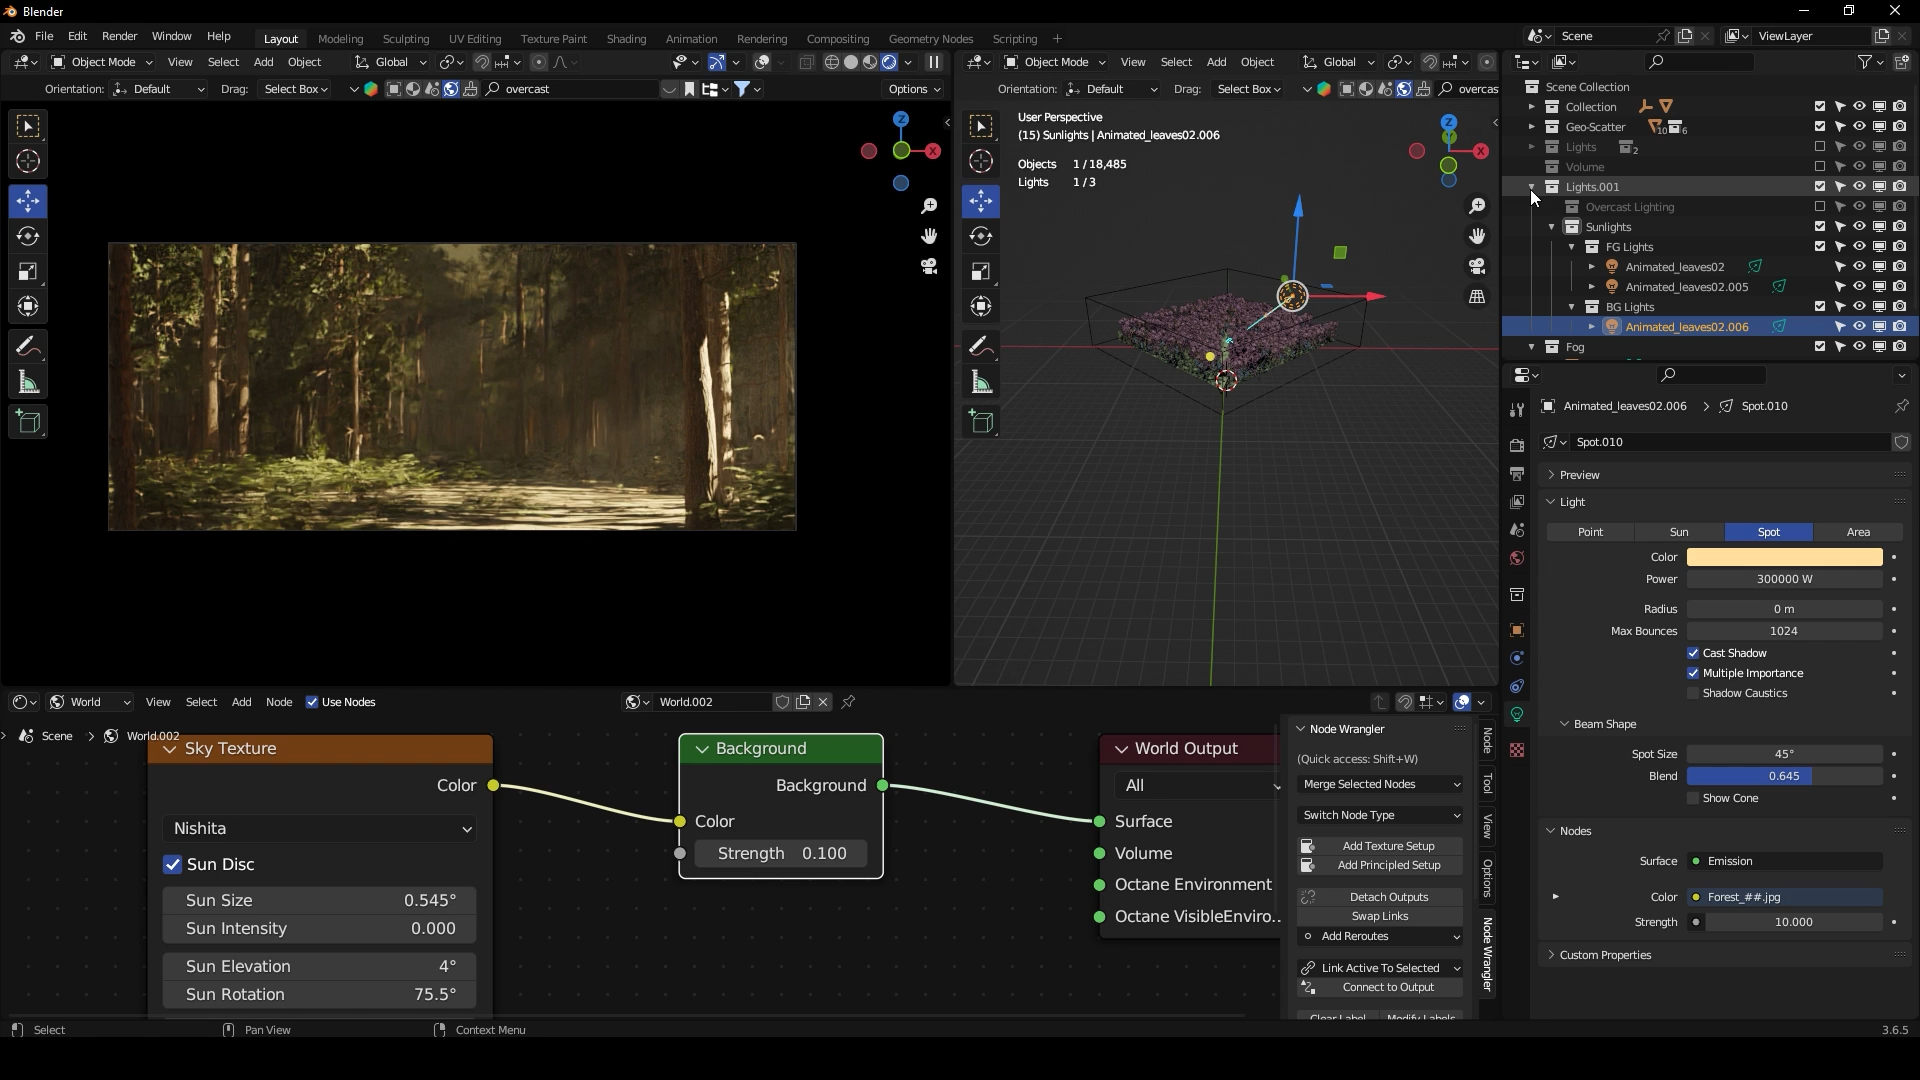 Blender
File Edit Render Window Help
Layout Modeling Sculpting UV Editing Texture Paint Shading Animation Rendering Compositing Geometry Nodes Scripting +
Scene
ViewLayer
Object Mode View Select Add Object Global
Orientation: Default Drag: Select Box overcast Options
Z
X
Object Mode View Select Add Object Global
Orientation: Default Drag: Select Box overcas
User Perspective
(15) Sunlights | Animated_leaves02.006
Objects 1 / 18,485
Lights 1 / 3
Z
Y
X
Scene Collection
Collection
Geo-Scatter 10 6
Lights 2
Volume
Lights.001
Overcast Lighting
Sunlights
FG Lights
Animated_leaves02
Animated_leaves02.005
BG Lights
Animated_leaves02.006
Fog
Animated_leaves02.006 > Spot.010
Spot.010
Preview
Light
Point Sun Spot Area
Color
Power 300000 W
Radius 0 m
Max Bounces 1024
Cast Shadow
Multiple Importance
Shadow Caustics
Beam Shape
Spot Size 45°
Blend 0.645
Show Cone
Nodes
Surface Emission
Color Forest_##.jpg
Strength 10.000
Custom Properties
World View Select Add Node Use Nodes World.002
Scene > World.002
Sky Texture
Color
Nishita
Sun Disc
Sun Size 0.545°
Sun Intensity 0.000
Sun Elevation 4°
Sun Rotation 75.5°
Background
Background
Color
Strength 0.100
World Output
All
Surface
Volume
Octane Environment
Octane VisibleEnviro..
Node Wrangler
(Quick access: Shift+W)
Merge Selected Nodes
Switch Node Type
Add Texture Setup
Add Principled Setup
Detach Outputs
Swap Links
Add Reroutes
Link Active To Selected
Connect to Output
Clear Label Modify Labels
Node
Tool
View
Options
Node Wrangler
Select Pan View Context Menu 3.6.5